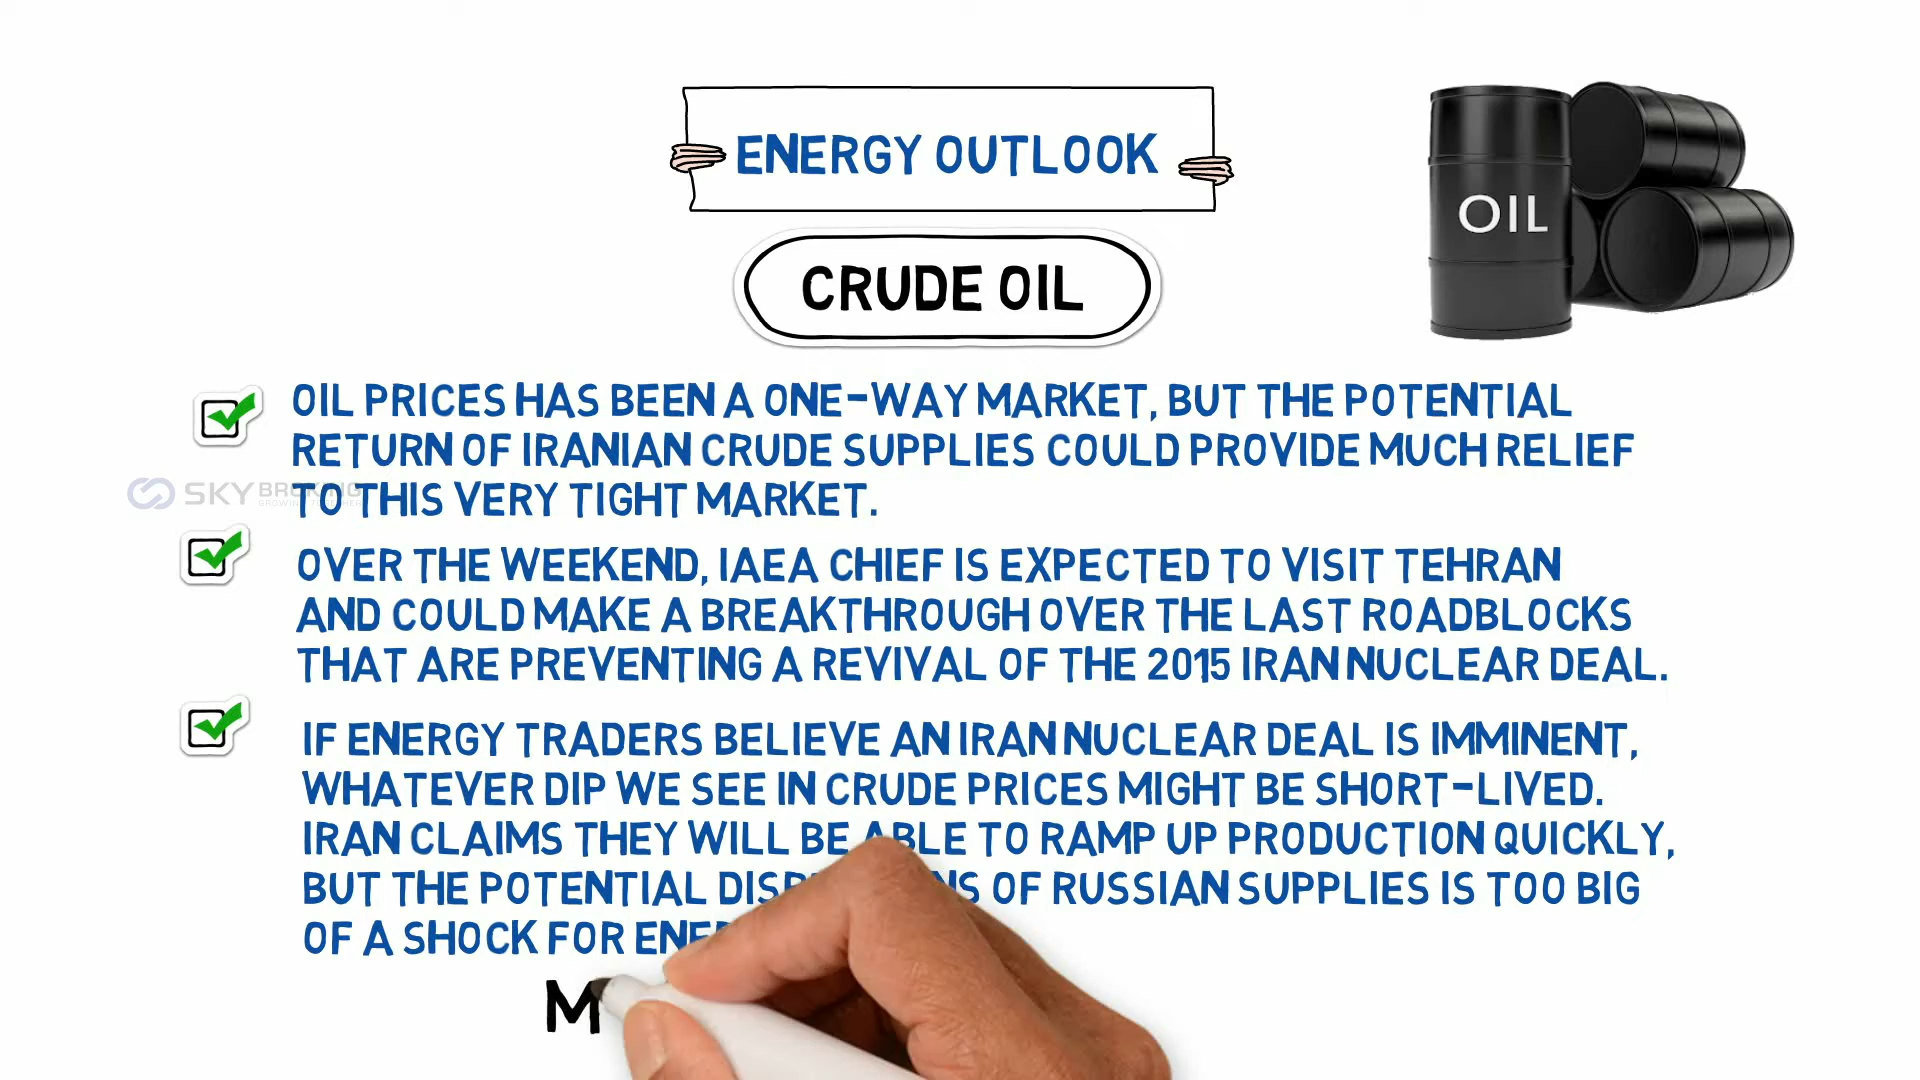 ENERGY OUTLOOK
OIL
CRUDE OIL
OIL PRICES HAS BEEN A ONE-WAY MARKET, BUT THE POTENTIAL
RETURN OF IRANIAN CRUDE SUPPLIES COULD PROVIDE MUCH RELIEF
TO THIS VERY TIGHT MARKET.
SKY BROKING
OVER THE WEEKEND, IAEA CHIEF IS EXPECTED TO VISIT TEHRAN
AND COULD MAKE A BREAKTHROUGH OVER THE LAST ROADBLOCKS
THAT ARE PREVENTING A REVIVAL OF THE 2015 IRAN NUCLEAR DEAL.
IF ENERGY TRADERS BELIEVE AN IRAN NUCLEAR DEAL IS IMMINENT,
WHATEVER DIP WE SEE IN CRUDE PRICES MIGHT BE SHORT-LIVED.
IRAN CLAIMS THEY WILL BE ABLE TO RAMP UP PRODUCTION QUICKLY,
BUT THE POTENTIAL OF RUSSIAN SUPPLIES IS TOO BIG
OF A SHOCK FOR
M